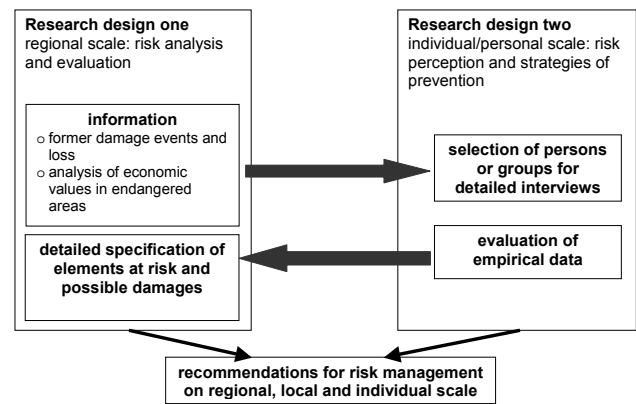 Research design one
regional scale: risk analysis
and evaluation
information
o former damage events and
loss
o analysis of economic
values in endangered
areas
detailed specification of
elements at risk and
possible damages
Research design two
individual/personal scale: risk
perception and strategies of
prevention
selection of persons
or groups for
detailed interviews
evaluation of
empirical data
recommendations for risk management
on regional, local and individual scale